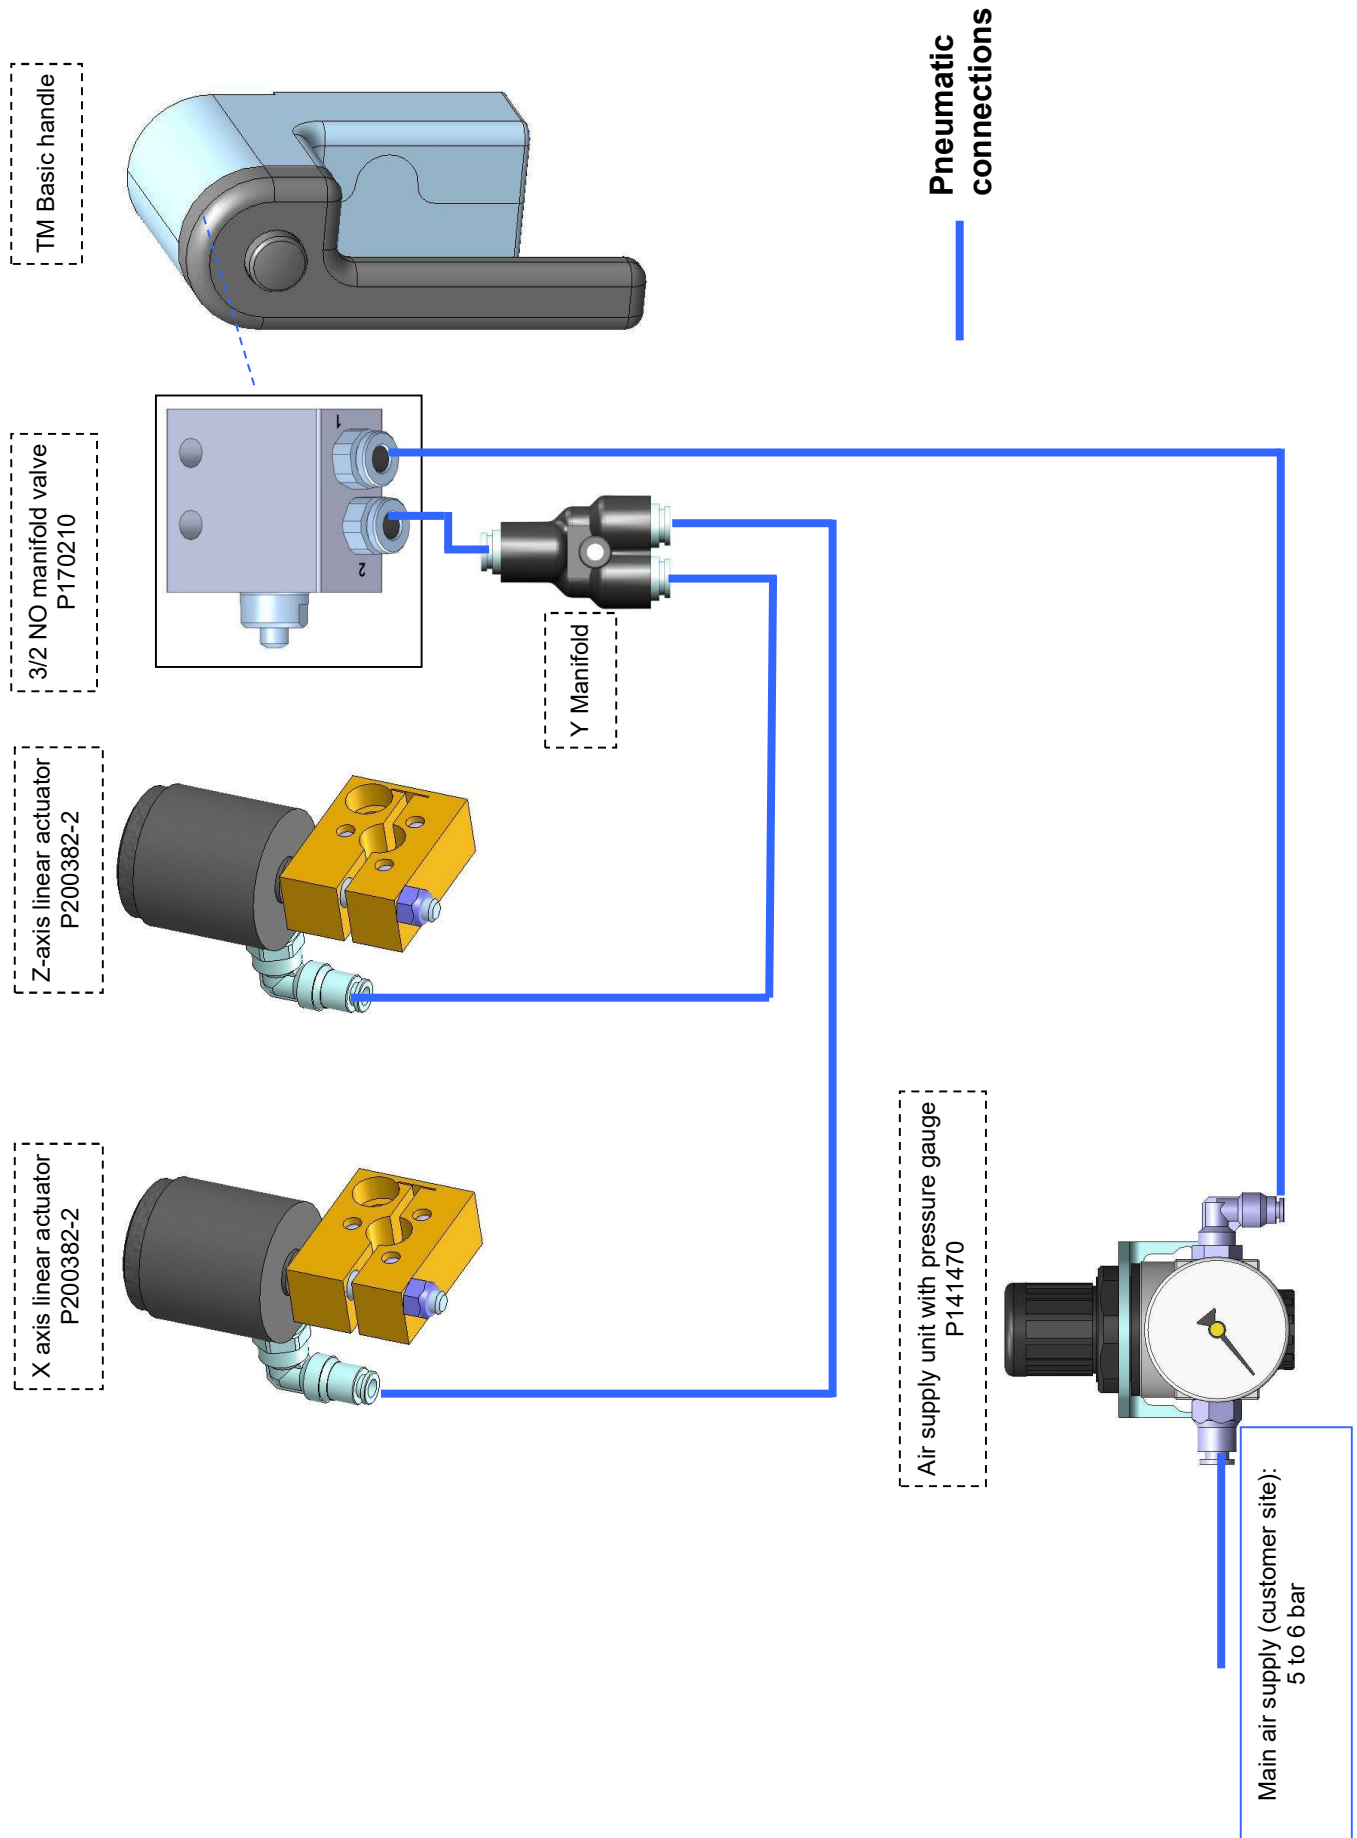 X axis linear actuator
P200382-2
Z-axis linear actuator
P200382-2
3/2 NO manifold valve
P170210
TM Basic handle
1
2
Y Manifold
Pneumatic
connections
Air supply unit with pressure gauge
P141470
Main air supply (customer site):
5 to 6 bar